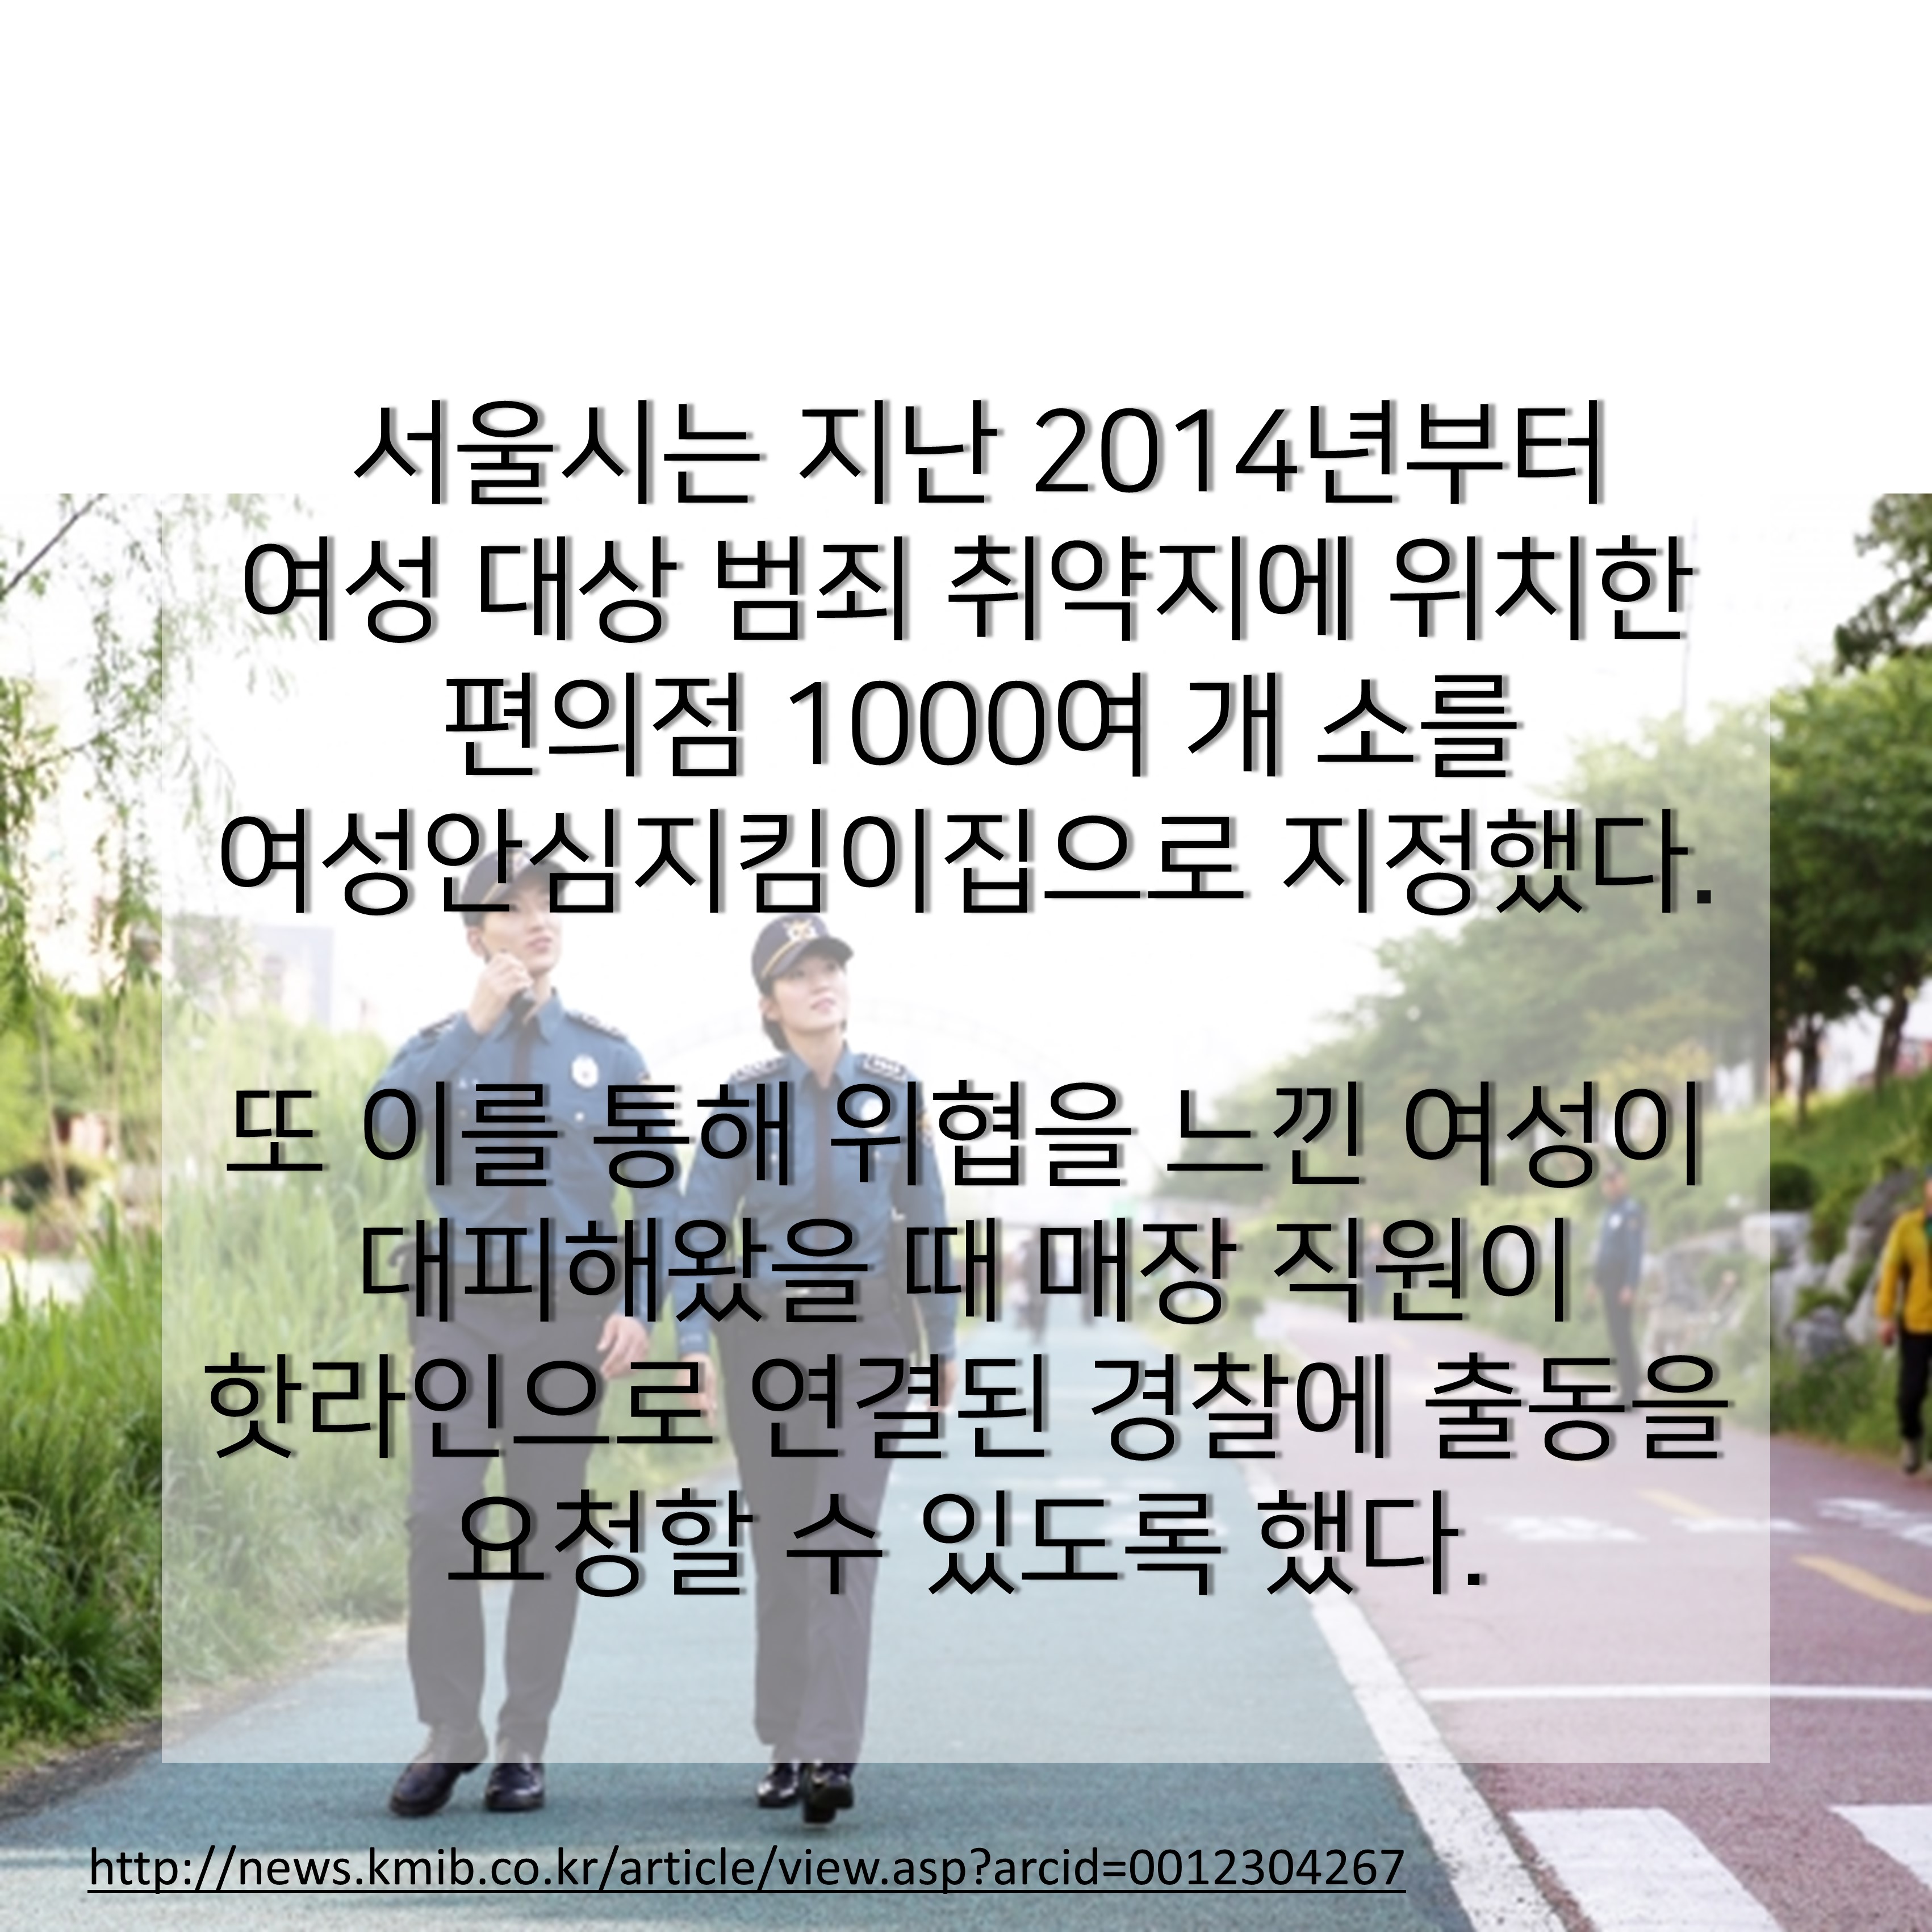 서울시는 지난 2014년부터
여성 대상 범죄 취약지에 위치한
편의점 1000여 개 소를
여성안심지킴이집으로 지정했다.
또 이를 통해 위협을 느낀 여성이
대피해왔을 때 매장 직원이
핫라인으로 연결된 경찰에 출동을
요청할 수 있도록 했다.
http://news.kmib.co.kr/article/view.asp?arcid=0012304267